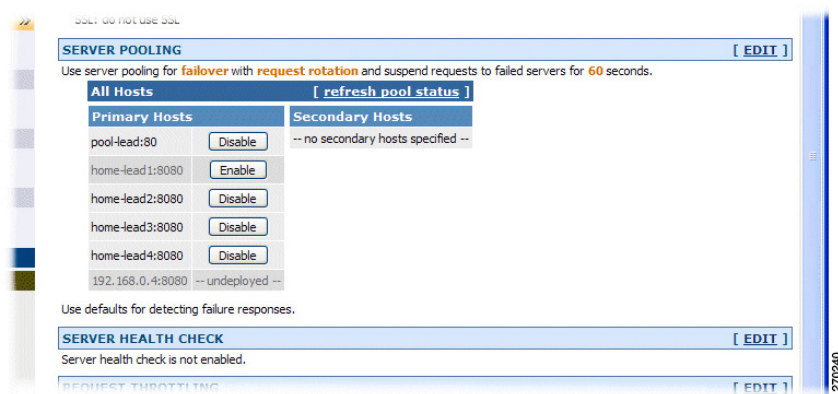 SSL: do not use SSL
SERVER POOLING [ EDIT ]
Use server pooling for failover with request rotation and suspend requests to failed servers for 60 seconds.
All Hosts [ refresh pool status ]
Primary Hosts Secondary Hosts
pool-lead:80 Disable -- no secondary hosts specified --
home-lead1:8080 Enable
home-lead2:8080 Disable
home-lead3:8080 Disable
home-lead4:8080 Disable
192.168.0.4:8080 -- undeployed --
Use defaults for detecting failure responses.
SERVER HEALTH CHECK [ EDIT ]
Server health check is not enabled.
REQUEST THROTTLING [ EDIT ]
270240